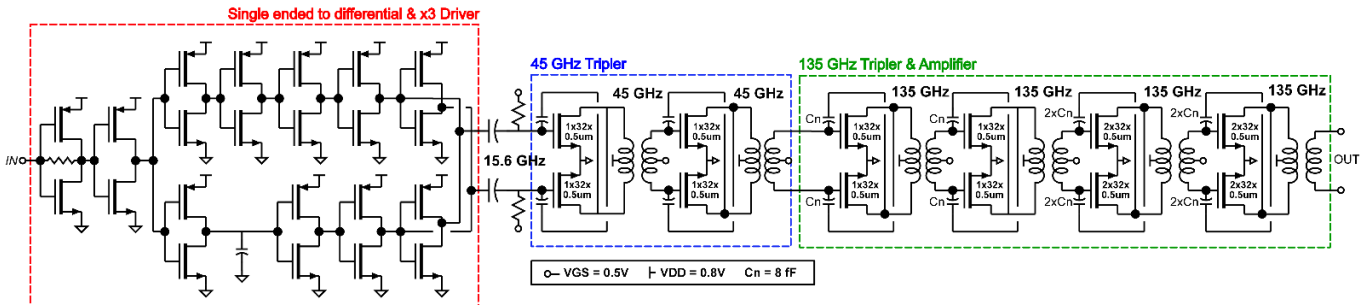 Single ended to differential & x3 Driver
45 GHz Tripler
135 GHz Tripler & Amplifier
45 GHz
45 GHz
135 GHz
135 GHz
135 GHz
135 GHz
IN
15.6 GHz
1x32x
0.5um
1x32x
0.5um
1x32x
0.5um
1x32x
0.5um
Cn
1x32x
0.5um
Cn
1x32x
0.5um
Cn
1x32x
0.5um
Cn
1x32x
0.5um
2xCn
2x32x
0.5um
2xCn
2x32x
0.5um
2xCn
2x32x
0.5um
2xCn
2x32x
0.5um
OUT
VGS = 0.5V VDD = 0.8V Cn = 8 fF